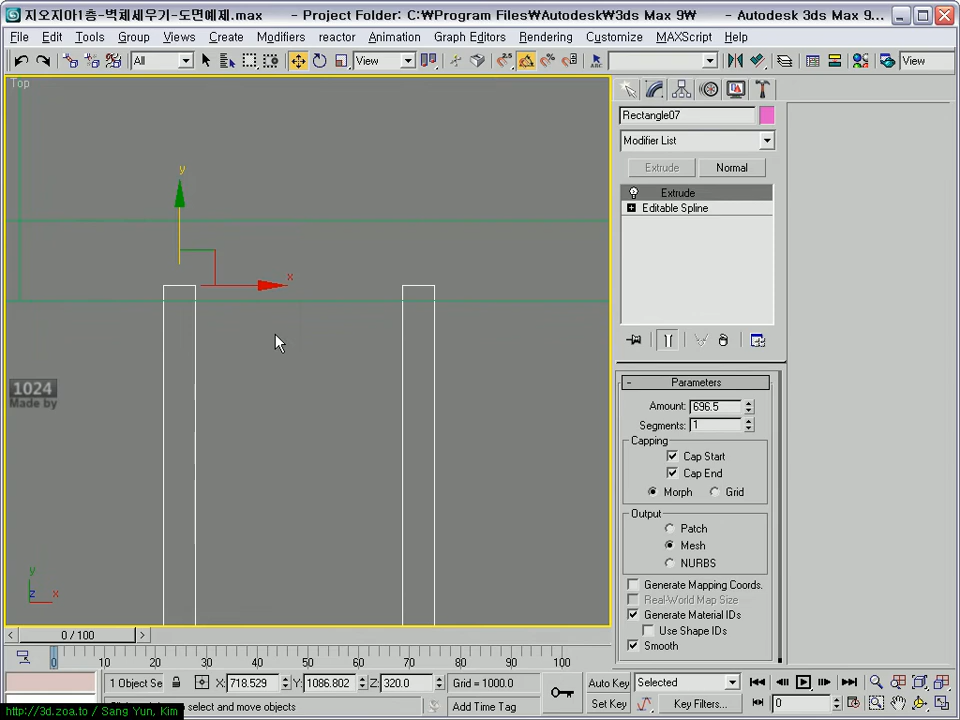 지오지아1층-벽체세우기-도면예제.max - Project Folder: C:₩Program Files₩Autodesk₩3ds Max 9₩ - Autodesk 3ds Max 9...
File Edit Tools Group Views Create Modifiers reactor Animation Graph Editors Rendering Customize MAXScript Help
All View View
Top
Rectangle07
Modifier List
Extrude Normal
y
Extrude
Editable Spline
x
1024
Made by
Parameters
Amount: 696.5
Segments: 1
Capping
Cap Start
Cap End
Morph Grid
Output
Patch
Mesh
NURBS
Generate Mapping Coords.
Real-World Map Size
Generate Material IDs
Use Shape IDs
Smooth
y
z x
0 / 100
0 10 20 30 40 50 60 70 80 90 100
1 Object Se X: 718.529 Y: 1086.802 Z: 320.0 Grid = 1000.0 Auto Key Selected
http://3d.zoa.to / Sang Yun, Kim select and move objects Add Time Tag Set Key Key Filters... 0